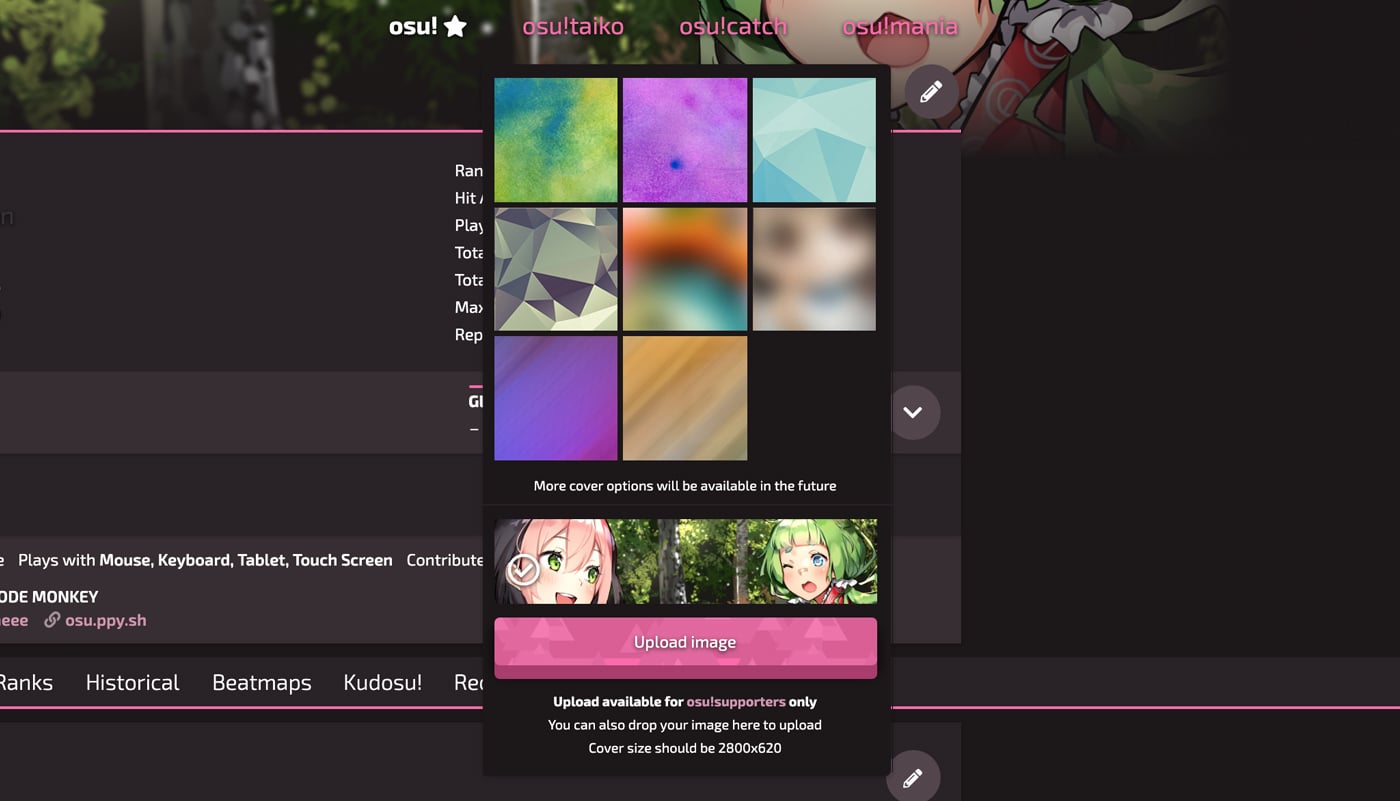 osu! osu!taiko osu!catch osu!mania
Ran
Hit
Play
Tota
Tota
Max
Rep
More cover options will be available in the future
Plays with Mouse, Keyboard, Tablet, Touch Screen Contribute
ODE MONKEY
eee osu.ppy.sh
Upload image
Ranks Historical Beatmaps Kudosu! Rec
Upload available for osu!supporters only
You can also drop your image here to upload
Cover size should be 2800x620